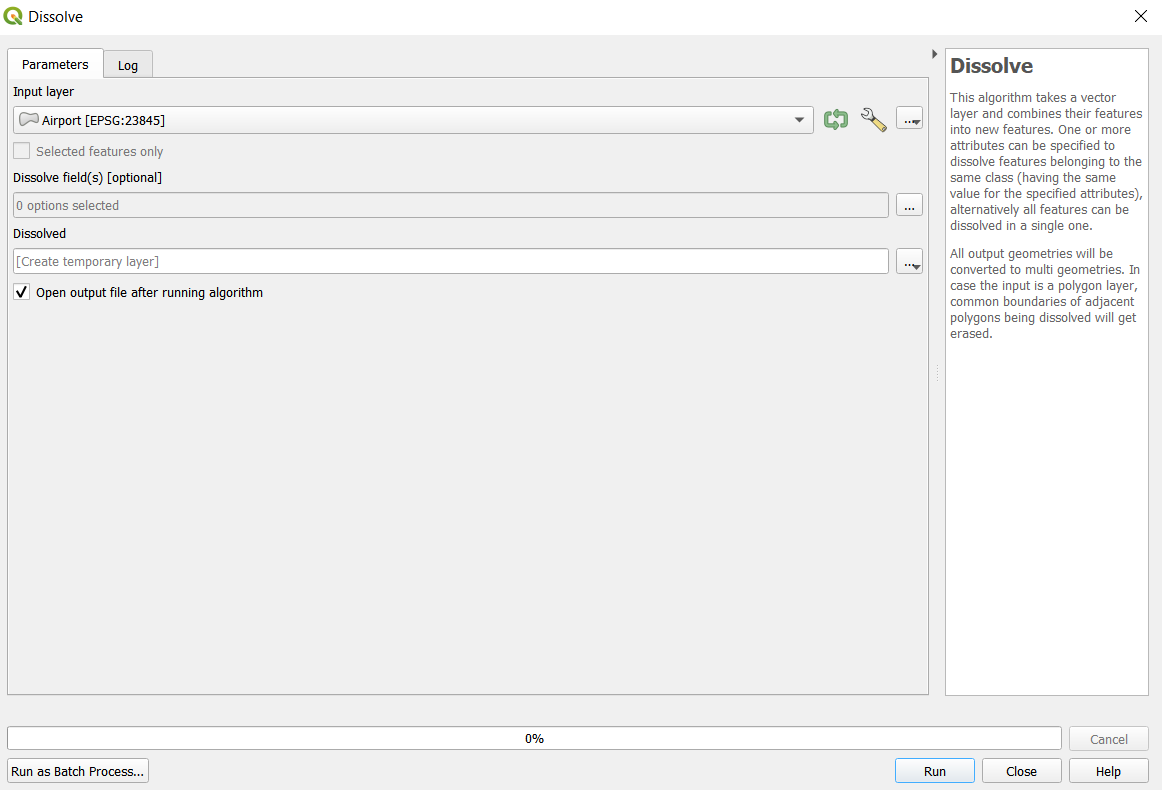 Dissolve
Parameters
Log
Input layer
Airport [EPSG:23845]
...
Selected features only
Dissolve field(s) [optional]
0 options selected
...
Dissolved
[Create temporary layer]
...
Open output file after running algorithm
Dissolve
This algorithm takes a vector
layer and combines their features
into new features. One or more
attributes can be specified to
dissolve features belonging to the
same class (having the same
value for the specified attributes),
alternatively all features can be
dissolved in a single one.
All output geometries will be
converted to multi geometries. In
case the input is a polygon layer,
common boundaries of adjacent
polygons being dissolved will get
erased.
0%
Cancel
Run as Batch Process...
Run
Close
Help